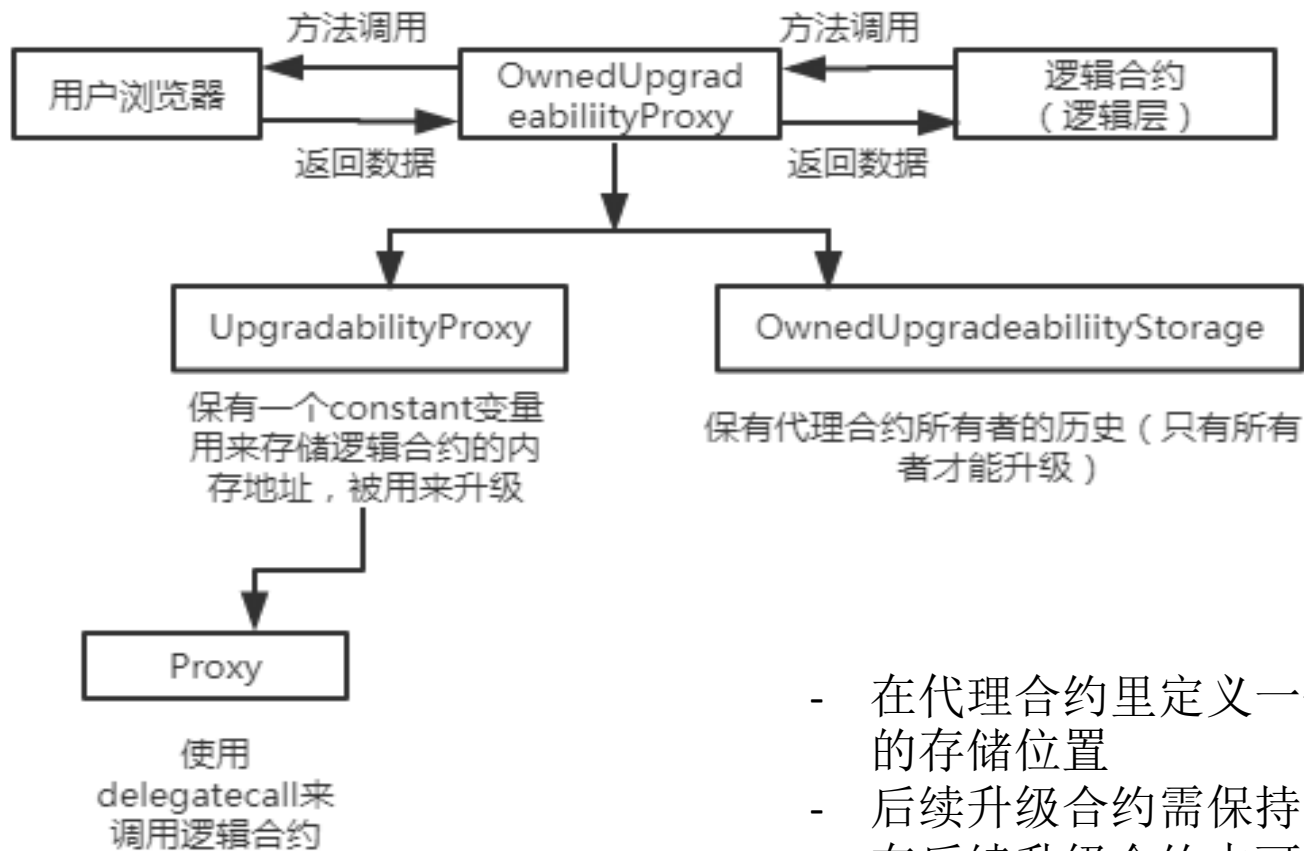 方法调用
方法调用
用户浏览器
OwnedUpgrad
eabiliityProxy
逻辑合约
（逻辑层）
返回数据
返回数据
UpgradabilityProxy
OwnedUpgradeabiliityStorage
保有一个constant变量
用来存储逻辑合约的内
存地址，被用来升级
保有代理合约所有者的历史（只有所有
者才能升级）
Proxy
使用
delegatecall来
调用逻辑合约
- 在代理合约里定义一
的存储位置
- 后续升级合约需保持